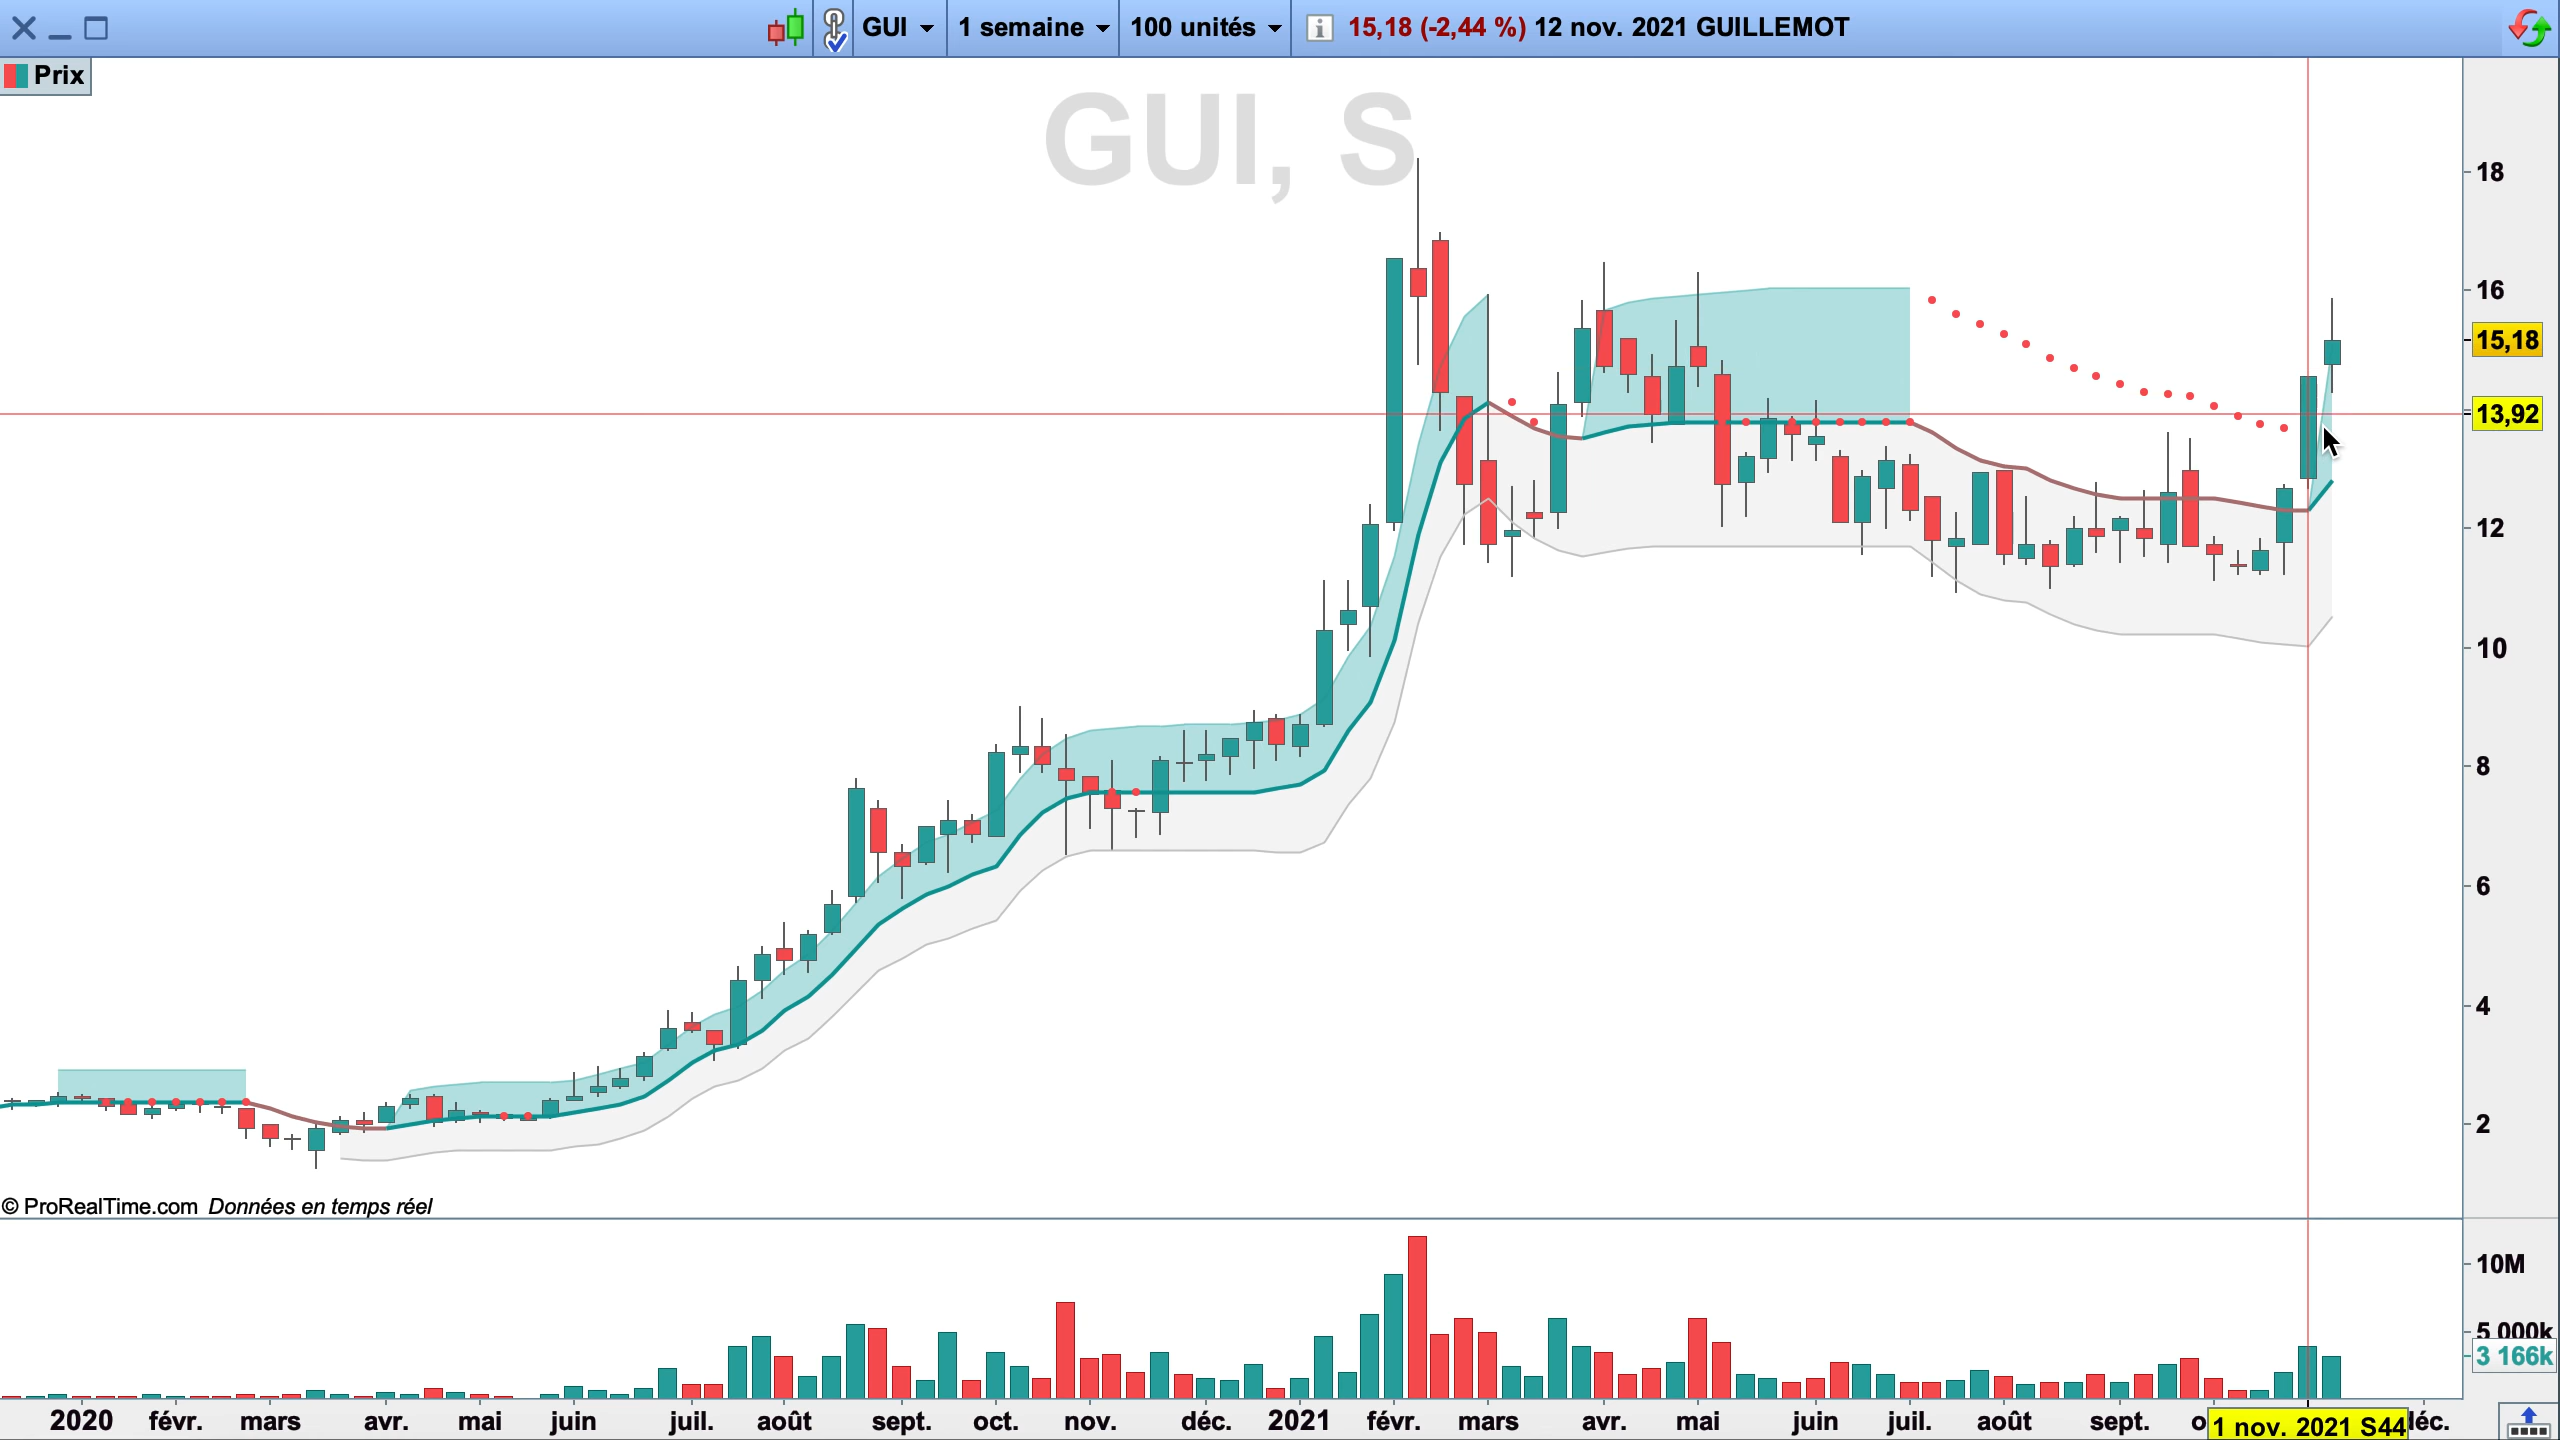 GUI 1 semaine 100 unités 15,18 (-2,44 %) 12 nov. 2021 GUILLEMOT
Prix
GUI, S
18
16
15,18
13,92
12
10
8
6
4
2
© ProRealTime.com Données en temps réel
10M
5 000k
3 166k
2020 févr. mars avr. mai juin juil. août sept. oct. nov. déc. 2021 févr. mars avr. mai juin juil. août sept. o 1 nov. 2021 S44 déc.